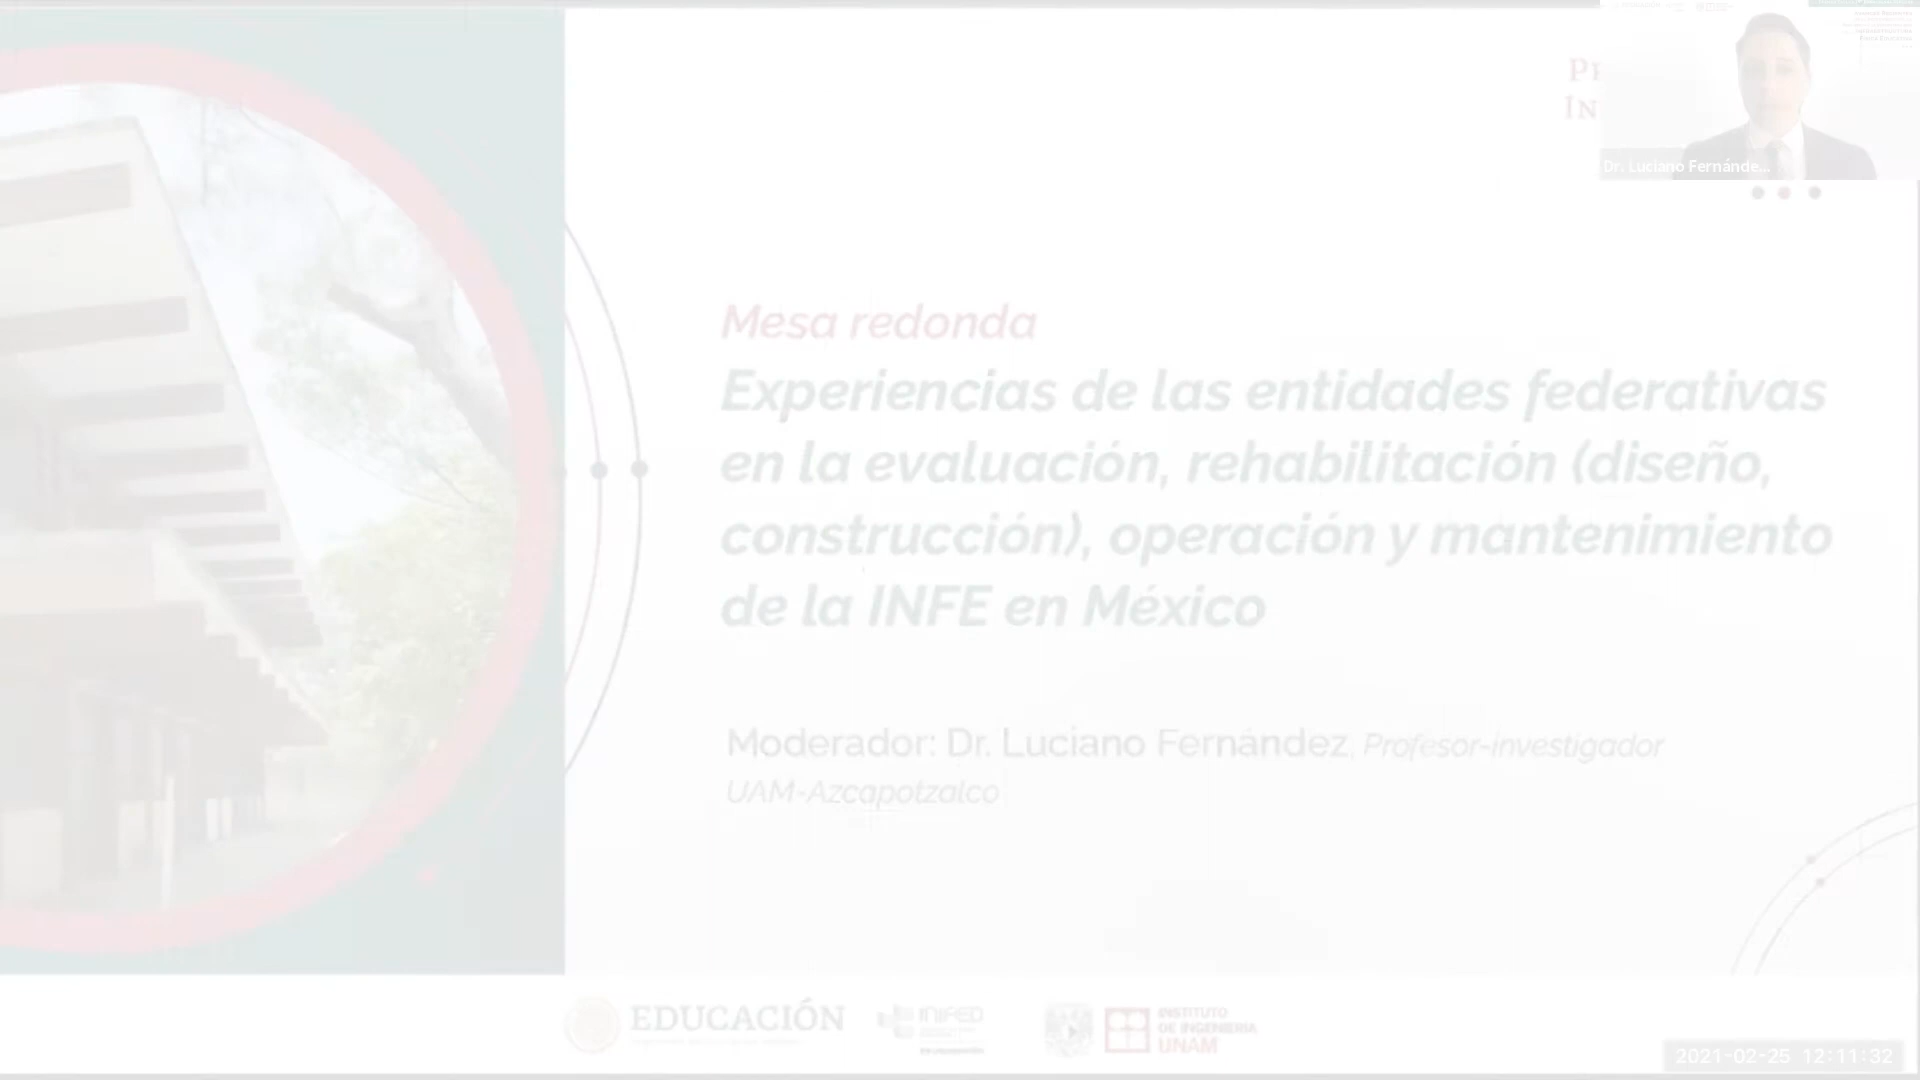 Dr. Luciano Fernánde...
Mesa redonda
Experiencias de las entidades federativas
en la evaluación, rehabilitación (diseño,
construcción), operación y mantenimiento
de la INFE en México
Moderador: Dr. Luciano Fernández, Profesor-investigador
UAM-Azcapotzalco
EDUCACIÓN
INIFED
INSTITUTO
DE INGENIERÍA
UNAM
2021-02-25 12:11:32